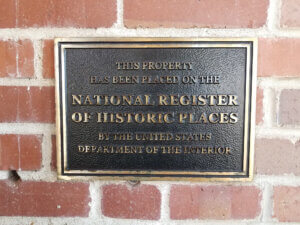 THIS PROPERTY
HAS BEEN PLACED ON THE
NATIONAL REGISTER
OF HISTORIC PLACES
BY THE UNITED STATES
DEPARTMENT OF THE INTERIOR